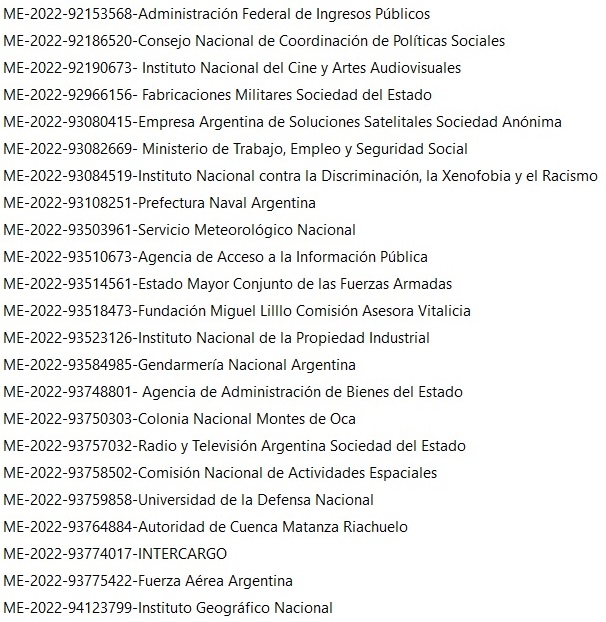 ME-2022-92153568-Administración Federal de Ingresos Públicos
ME-2022-92186520-Consejo Nacional de Coordinación de Políticas Sociales
ME-2022-92190673- Instituto Nacional del Cine y Artes Audiovisuales
ME-2022-92966156- Fabricaciones Militares Sociedad del Estado
ME-2022-93080415-Empresa Argentina de Soluciones Satelitales Sociedad Anónima
ME-2022-93082669- Ministerio de Trabajo, Empleo y Seguridad Social
ME-2022-93084519-Instituto Nacional contra la Discriminación, la Xenofobia y el Racismo
ME-2022-93108251-Prefectura Naval Argentina
ME-2022-93503961-Servicio Meteorológico Nacional
ME-2022-93510673-Agencia de Acceso a la Información Pública
ME-2022-93514561-Estado Mayor Conjunto de las Fuerzas Armadas
ME-2022-93518473-Fundación Miguel Lilllo Comisión Asesora Vitalicia
ME-2022-93523126-Instituto Nacional de la Propiedad Industrial
ME-2022-93584985-Gendarmería Nacional Argentina
ME-2022-93748801- Agencia de Administración de Bienes del Estado
ME-2022-93750303-Colonia Nacional Montes de Oca
ME-2022-93757032-Radio y Televisión Argentina Sociedad del Estado
ME-2022-93758502-Comisión Nacional de Actividades Espaciales
ME-2022-93759858-Universidad de la Defensa Nacional
ME-2022-93764884-Autoridad de Cuenca Matanza Riachuelo
ME-2022-93774017-INTERCARGO
ME-2022-93775422-Fuerza Aérea Argentina
ME-2022-94123799-Instituto Geográfico Nacional